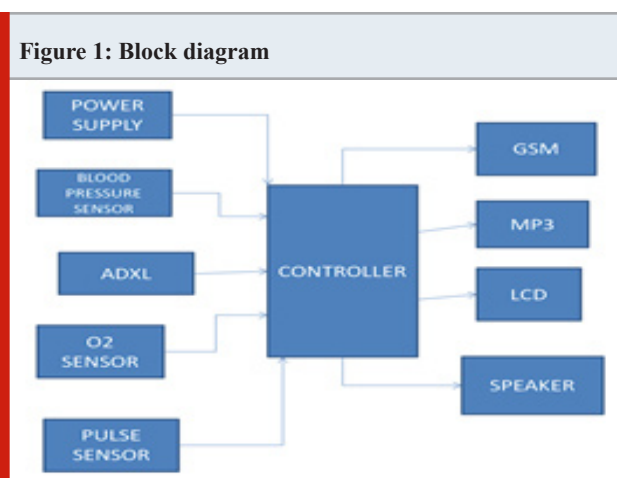 Figure 1: Block diagram
POWER
SUPPLY
BLOOD
PRESSURE
SENSOR
ADXL
O2
SENSOR
PULSE
SENSOR
CONTROLLER
GSM
MP3
LCD
SPEAKER